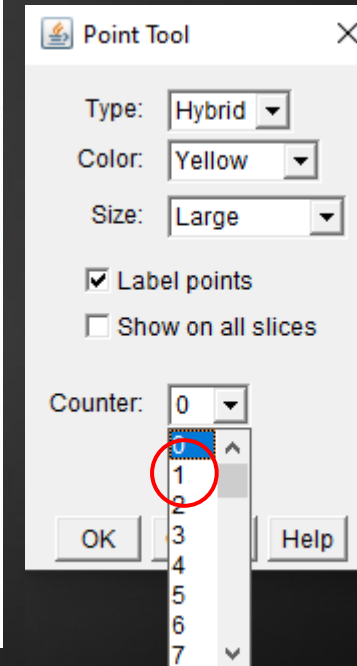 Point Tool
Type: Hybrid
Color: Yellow
Size: Large
Label points
Show on all slices
Counter: 0
0
1
2
3
4
5
6
7
OK Help